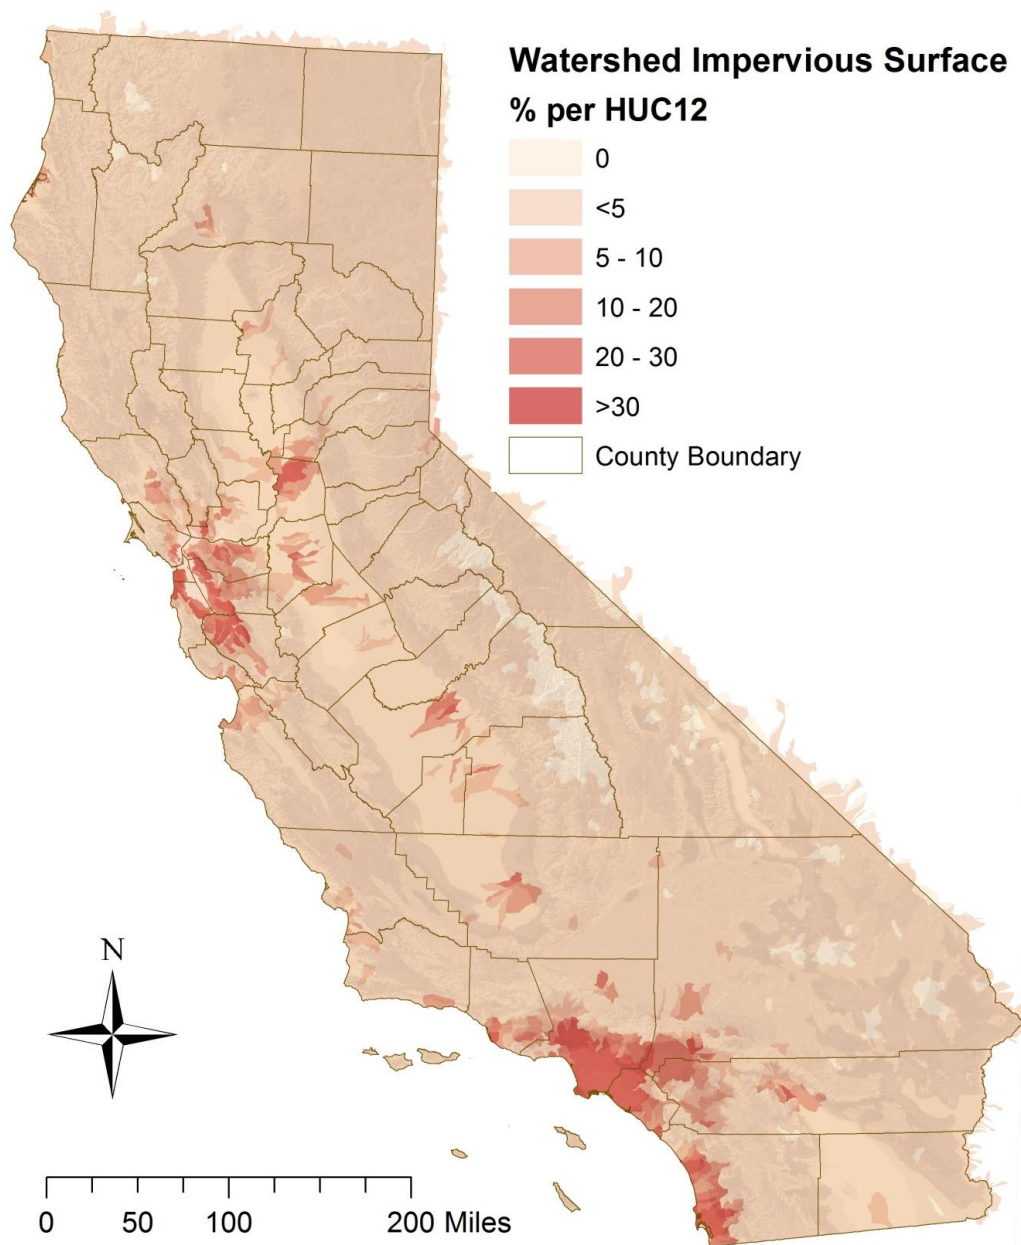 Watershed Impervious Surface
% per HUC12
0
<5
5 - 10
10 - 20
20 - 30
>30
County Boundary
N
0 50 100 200 Miles